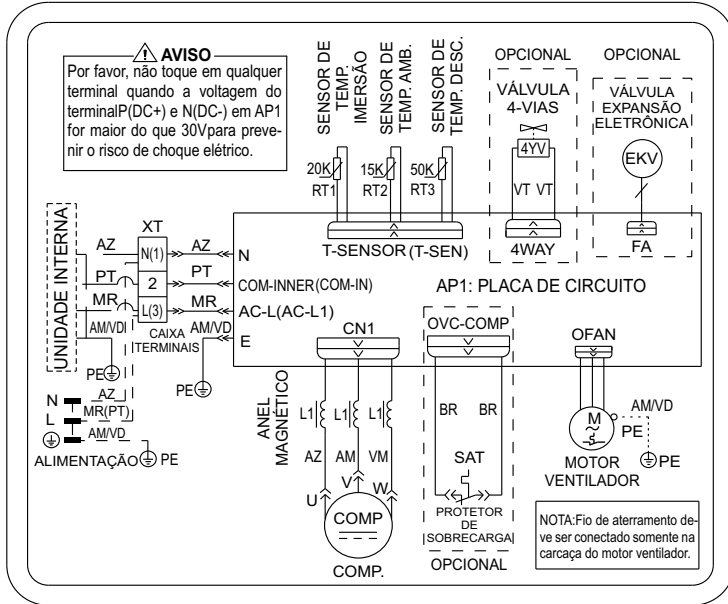 AVISO
Por favor, não toque em qualquer
terminal quando a voltagem do
terminalP(DC+) e N(DC-) em AP1
for maior do que 30Vpara preve-
nir o risco de choque elétrico.
SENSOR DE
TEMP.
IMERSÃO
SENSOR DE
TEMP. AMB.
SENSOR DE
TEMP. DESC.
OPCIONAL
VÁLVULA
4-VIAS
4YV
VT VT
4WAY
OPCIONAL
VÁLVULA
EXPANSÃO
ELETRÔNICA
EKV
FA
20K
RT1
15K
RT2
50K
RT3
T-SENSOR (T-SEN)
UNIDADE INTERNA
XT
AZ N(1) AZ N
PT 2 PT COM-INNER(COM-IN)
MR L(3) MR AC-L(AC-L1)
AM/VD
CAIXA
TERMINAIS
AM/VD E
PE
PE
AP1: PLACA DE CIRCUITO
CN1
OVC-COMP
OFAN
N AZ
L MR(PT)
AM/VD
ALIMENTAÇÃO PE
ANEL
MAGNÉTICO
L1 L1 L1
AZ AM VM
U V W
COMP
COMP.
BR BR
SAT
PROTETOR
DE
SOBRECARGA
OPCIONAL
M
AM/VD
PE
PE
MOTOR
VENTILADOR
NOTA:Fio de aterramento de-
ve ser conectado somente na
carcaça do motor ventilador.